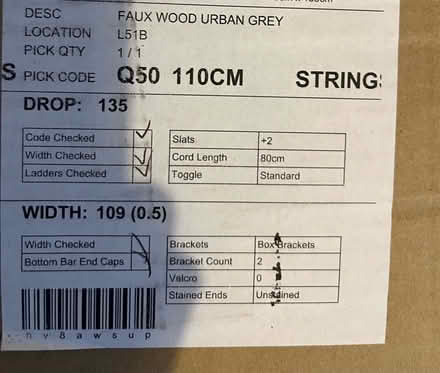 DESC FAUX WOOD URBAN GREY
LOCATION L51B
PICK QTY 1 / 1
S PICK CODE Q50 110CM STRINGS
DROP: 135
Code Checked
Width Checked
Ladders Checked
Slats +2
Cord Length 80cm
Toggle Standard
WIDTH: 109 (0.5)
Width Checked
Bottom Bar End Caps
Brackets Box Brackets
Bracket Count 2
Velcro 0
Stained Ends Unstained
nv8awsup